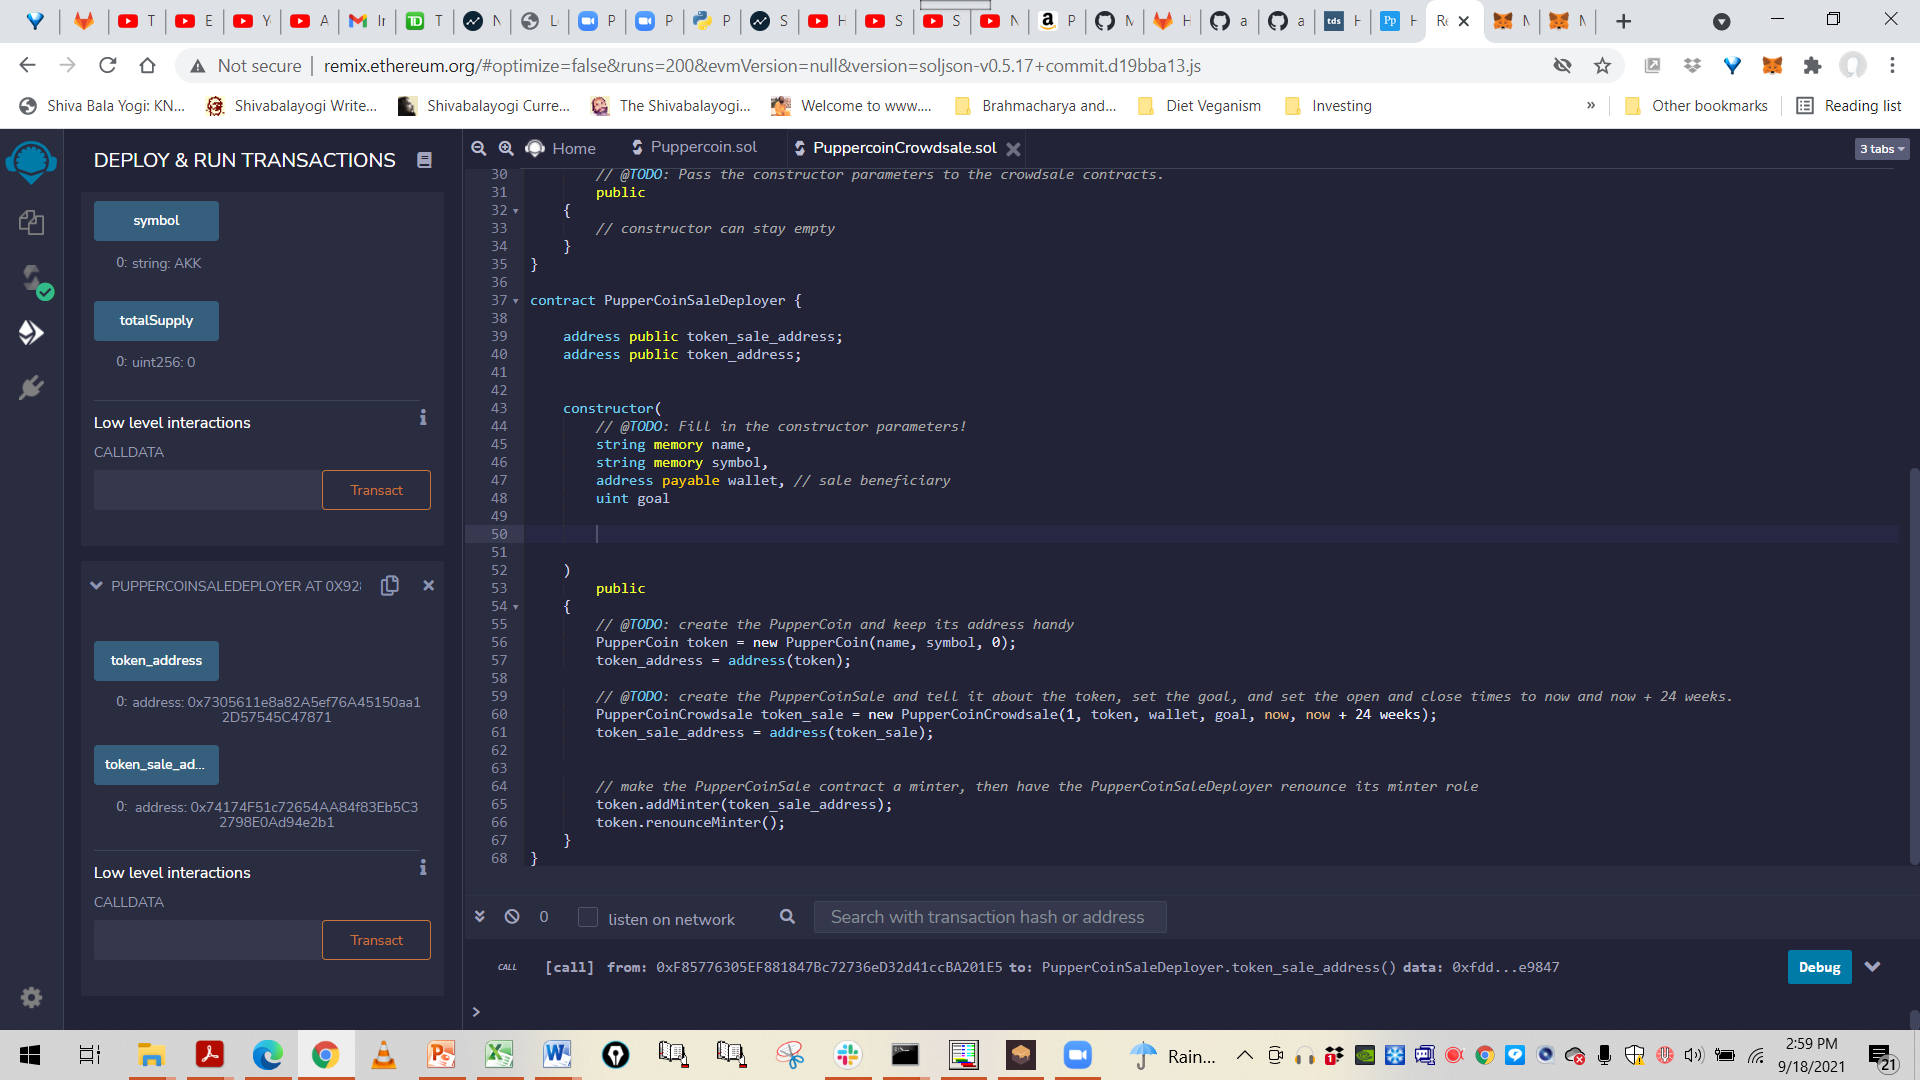 T
E
Y
A
Ir
T
N
L
P
P
P
S
H
S
S
N
P
M
H
a
a
H
H
Re
M
M
Not secure
remix.ethereum.org/#optimize=false&runs=200&evmVersion=null&version=soljson-v0.5.17+commit.d19bba13.js
Shiva Bala Yogi: KN...
Shivabalayogi Write...
Shivabalayogi Curre...
The Shivabalayogi...
Welcome to www....
Brahmacharya and...
Diet Veganism
Investing
»
Other bookmarks
Reading list
DEPLOY & RUN TRANSACTIONS
symbol
0: string: AKK
totalSupply
0: uint256: 0
Low level interactions
CALLDATA
Transact
PUPPERCOINSALEDEPLOYER AT 0X928
token_address
0: address: 0x7305611e8a82A5ef76A45150aa1
2D57545C47871
token_sale_ad...
0: address: 0x74174F51c72654AA84f83Eb5C3
2798E0Ad94e2b1
Low level interactions
CALLDATA
Transact
Home
Puppercoin.sol
PuppercoinCrowdsale.sol
3 tabs
30 // @TODO: Pass the constructor parameters to the crowdsale contracts.
31 public
32 {
33 // constructor can stay empty
34 }
35 }
36
37 contract PupperCoinSaleDeployer {
38
39 address public token_sale_address;
40 address public token_address;
41
42
43 constructor(
44 // @TODO: Fill in the constructor parameters!
45 string memory name,
46 string memory symbol,
47 address payable wallet, // sale beneficiary
48 uint goal
49
50
51
52 )
53 public
54 {
55 // @TODO: create the PupperCoin and keep its address handy
56 PupperCoin token = new PupperCoin(name, symbol, 0);
57 token_address = address(token);
58
59 // @TODO: create the PupperCoinSale and tell it about the token, set the goal, and set the open and close times to now and now + 24 weeks.
60 PupperCoinCrowdsale token_sale = new PupperCoinCrowdsale(1, token, wallet, goal, now, now + 24 weeks);
61 token_sale_address = address(token_sale);
62
63
64 // make the PupperCoinSale contract a minter, then have the PupperCoinSaleDeployer renounce its minter role
65 token.addMinter(token_sale_address);
66 token.renounceMinter();
67 }
68 }
0
listen on network
Search with transaction hash or address
CALL
[call] from: 0xF85776305EF881847Bc72736eD32d41ccBA201E5 to: PupperCoinSaleDeployer.token_sale_address() data: 0xfdd...e9847
Debug
>
Rain...
2:59 PM
9/18/2021
21